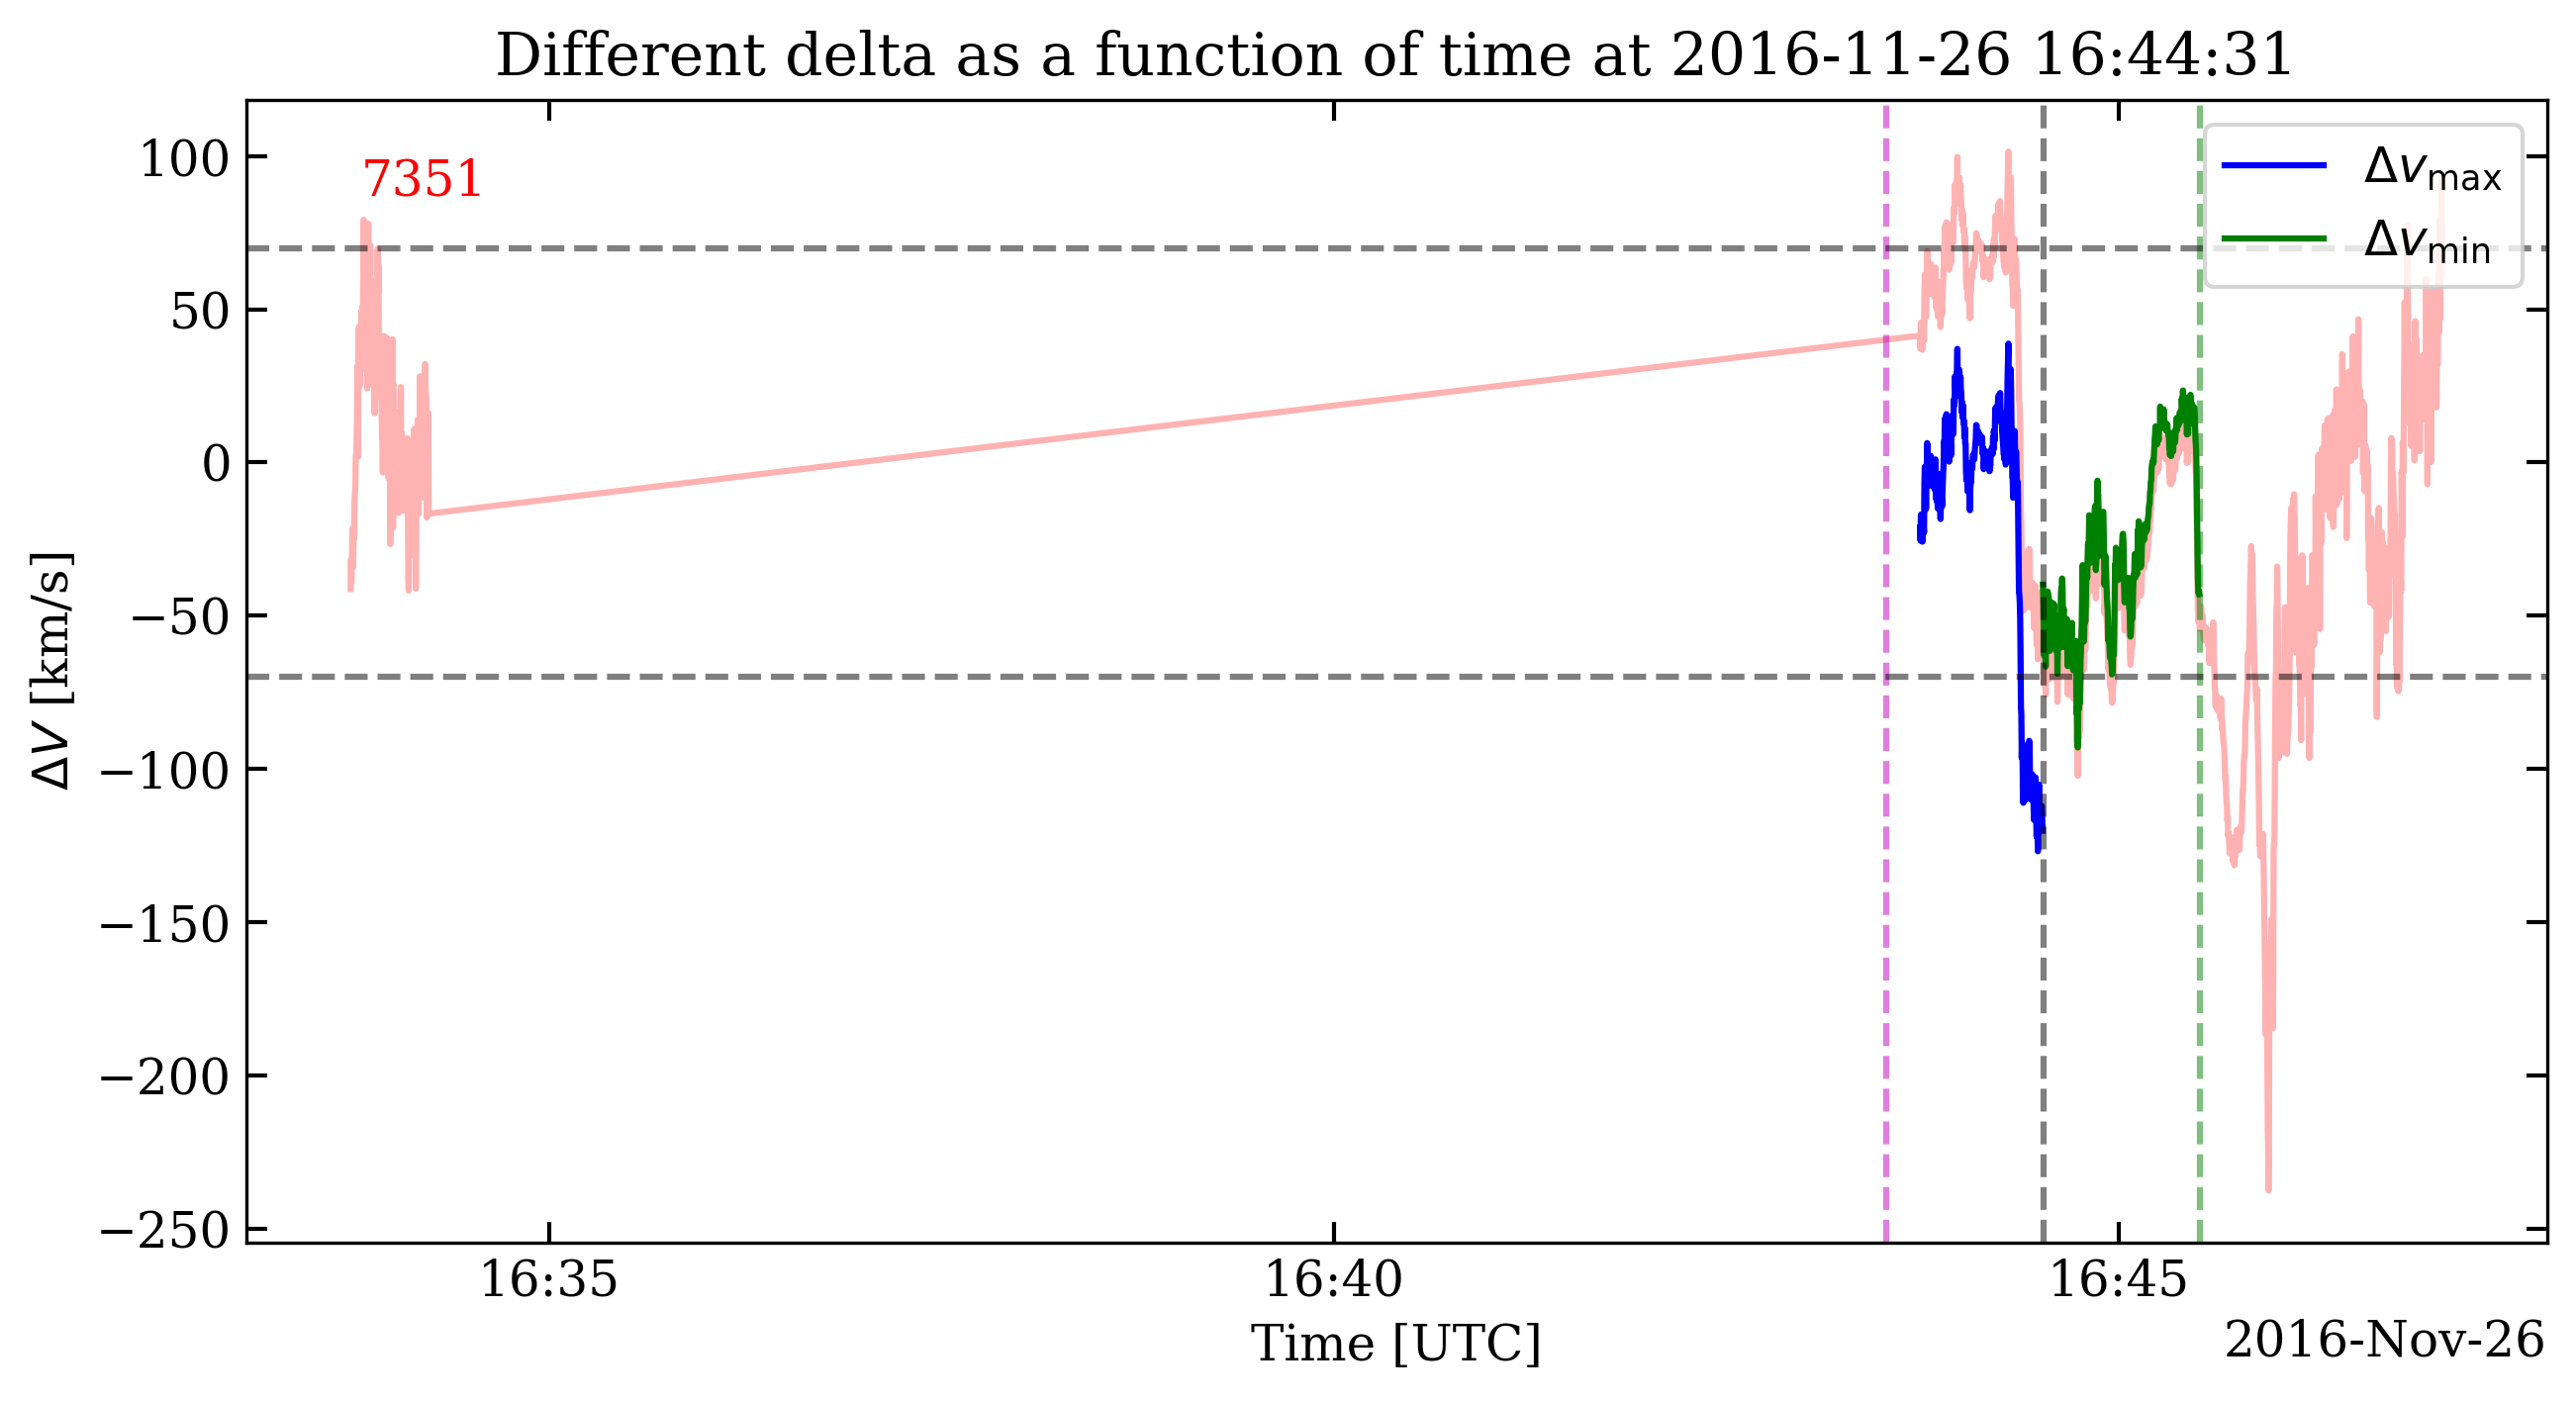 Different delta as a function of time at 2016-11-26 16:44:31
7351
Δv_max
Δv_min
100
50
0
−50
−100
−150
−200
−250
ΔV [km/s]
16:35
16:40
16:45
Time [UTC]
2016-Nov-26